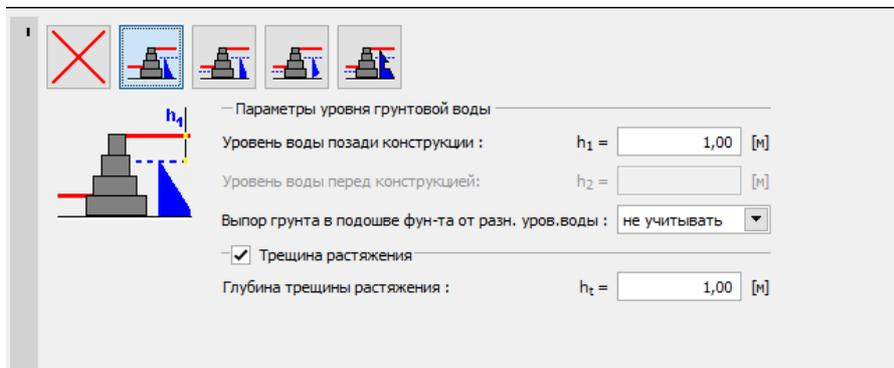 Параметры уровня грунтовой воды
h1
Уровень воды позади конструкции : h1 = 1,00 [м]
Уровень воды перед конструкцией: h2 = [м]
Выпор грунта в подошве фун-та от разн. уров.воды : не учитывать
Трещина растяжения
Глубина трещины растяжения : ht = 1,00 [м]